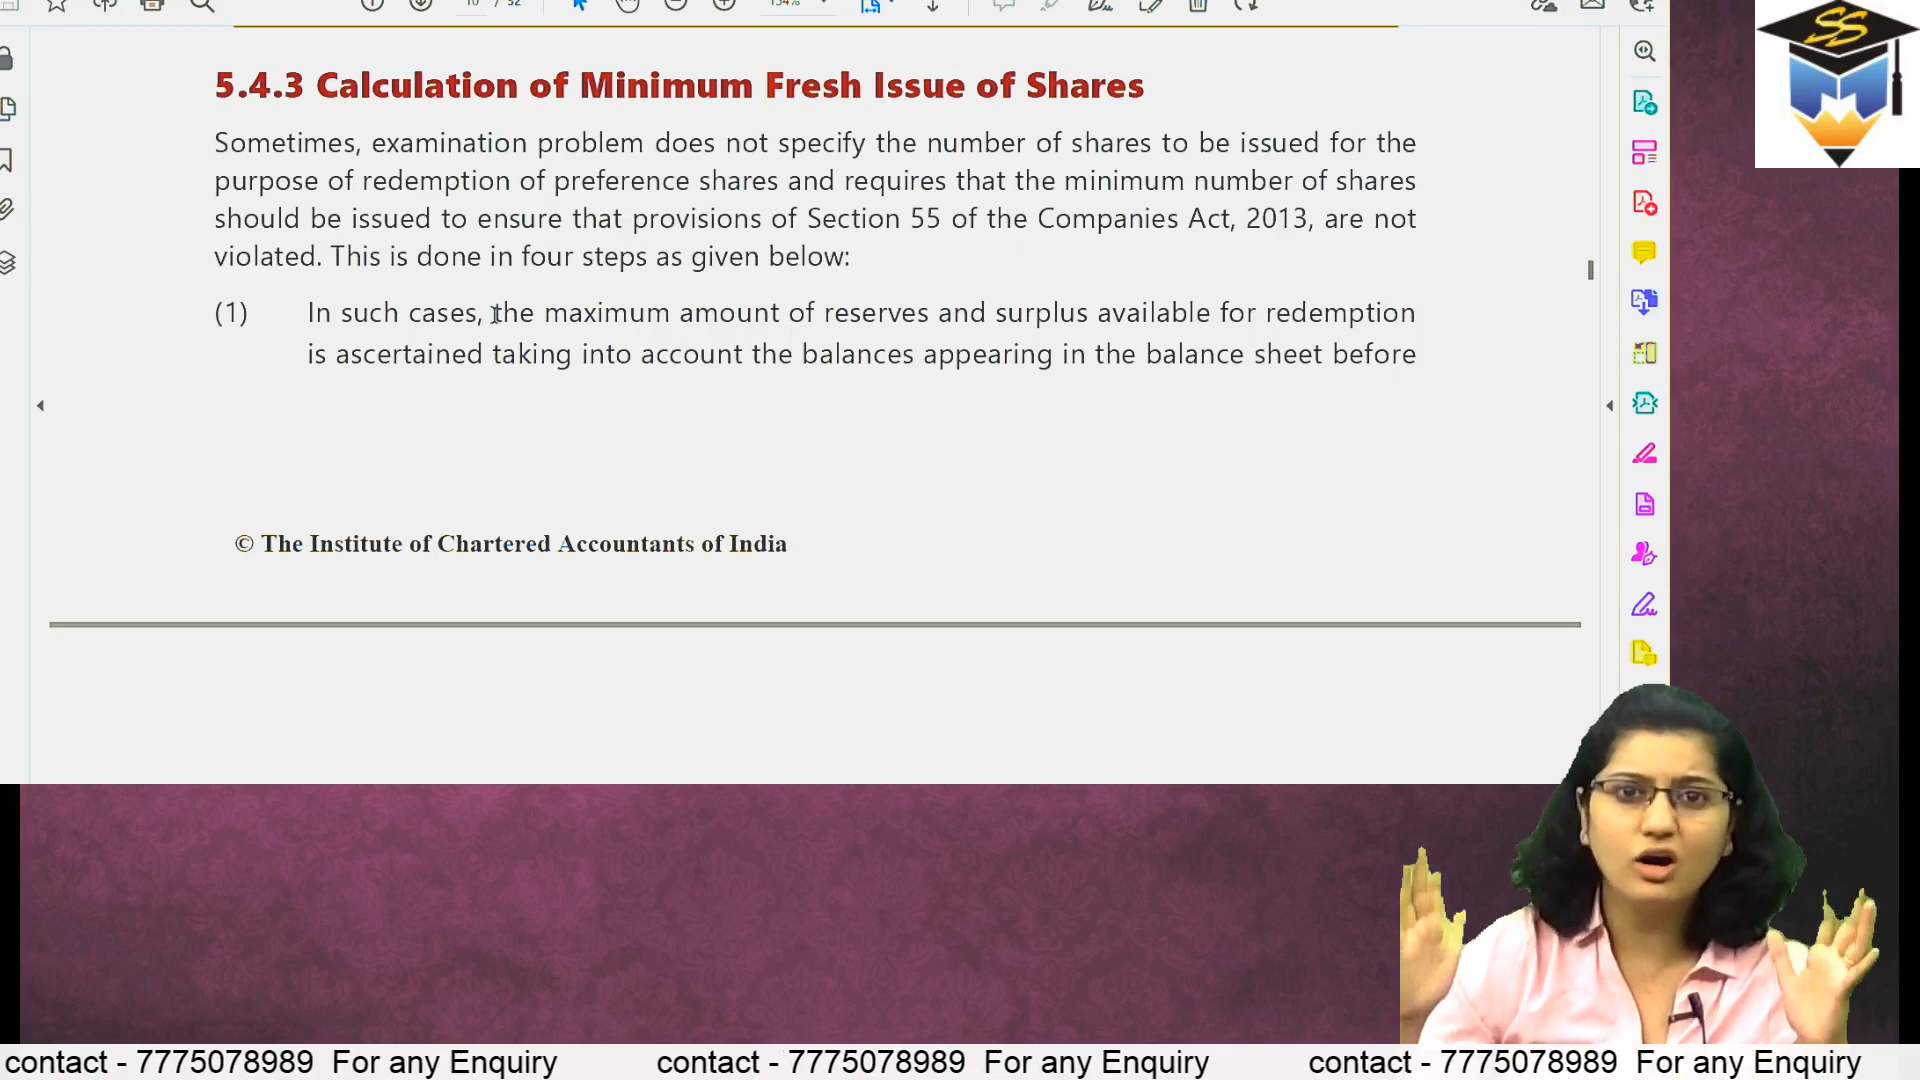 5.4.3 Calculation of Minimum Fresh Issue of Shares
Sometimes, examination problem does not specify the number of shares to be issued for the
purpose of redemption of preference shares and requires that the minimum number of shares
should be issued to ensure that provisions of Section 55 of the Companies Act, 2013, are not
violated. This is done in four steps as given below:
(1) In such cases, the maximum amount of reserves and surplus available for redemption
is ascertained taking into account the balances appearing in the balance sheet before
© The Institute of Chartered Accountants of India
SS
contact - 7775078989 For any Enquiry contact - 7775078989 For any Enquiry contact - 7775078989 For any Enquiry